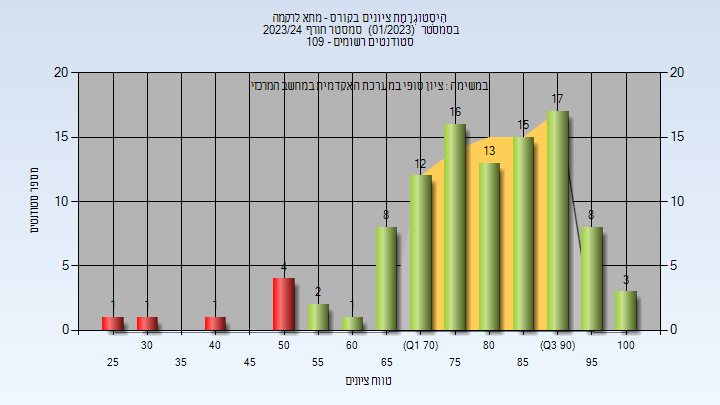 היסטוגרמת ציונים בקורס - מתא לרקמה
בסמסטר (01/2023) סמסטר חורף 2023/24
סטודנטים רשומים - 109
במשימה : ציון סופי במערכת האקדמית במחשב המרכזי
מספר סטודנטים
20 20
15 15
10 10
5 5
0 0
1 1 1 4 2 1 8 12 16 13 15 17 8 3
30 40 50 60 (Q1 70) 80 (Q3 90) 100
25 35 45 55 65 75 85 95
טווח ציונים